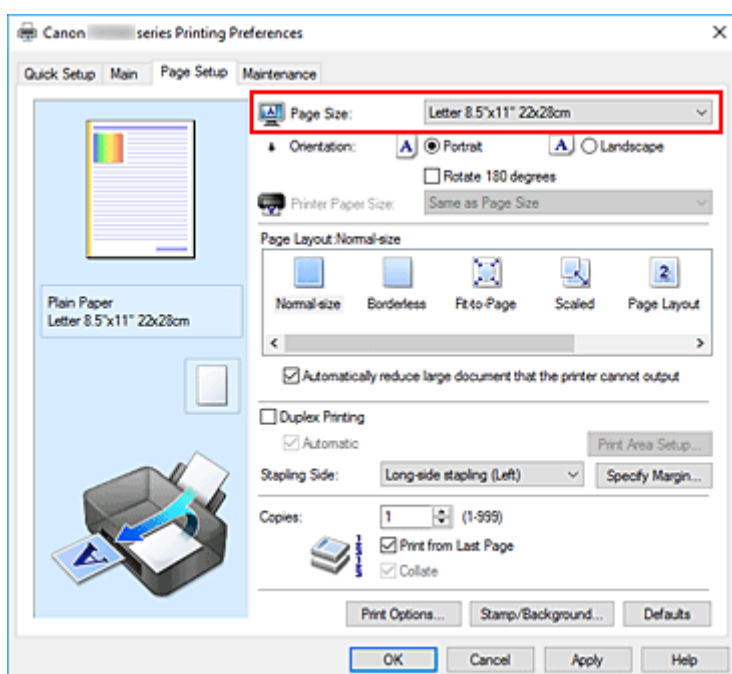 Canon series Printing Preferences
Quick Setup Main Page Setup Maintenance
Page Size: Letter 8.5"x11" 22x28cm
Orientation: A Portrait A Landscape
Rotate 180 degrees
Printer Paper Size: Same as Page Size
Page Layout:Normal-size
2
Normal-size Borderless Fit-to-Page Scaled Page Layout
Plain Paper
Letter 8.5"x11" 22x28cm
Automatically reduce large document that the printer cannot output
Duplex Printing
Automatic Print Area Setup...
Stapling Side: Long-side stapling (Left) Specify Margin...
Copies: 1 (1-999)
Print from Last Page
Collate
A
Print Options... Stamp/Background... Defaults
OK Cancel Apply Help